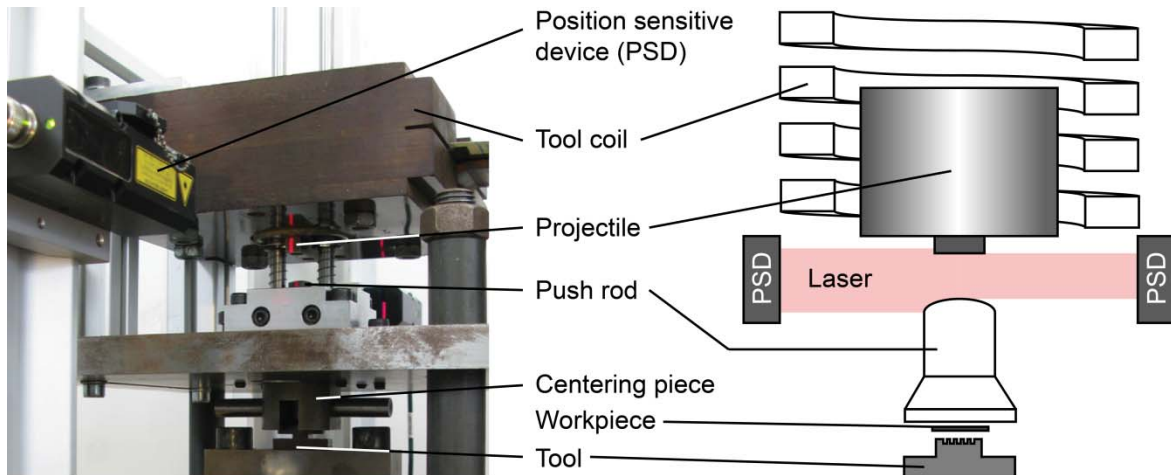 Position sensitive
device (PSD)
Tool coil
Projectile
Push rod
Centering piece
Workpiece
Tool
PSD
Laser
PSD